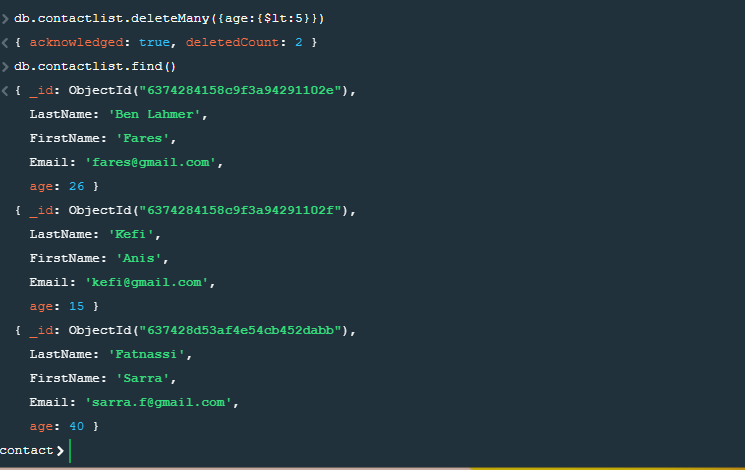 > db.contactlist.deleteMany({age:{$lt:5}})
< { acknowledged: true, deletedCount: 2 }
> db.contactlist.find()
< { _id: ObjectId("6374284158c9f3a94291102e"),
LastName: 'Ben Lahmer',
FirstName: 'Fares',
Email: 'fares@gmail.com',
age: 26 }
{ _id: ObjectId("6374284158c9f3a94291102f"),
LastName: 'Kefi',
FirstName: 'Anis',
Email: 'kefi@gmail.com',
age: 15 }
{ _id: ObjectId("637428d53af4e54cb452dabb"),
LastName: 'Fatnassi',
FirstName: 'Sarra',
Email: 'sarra.f@gmail.com',
age: 40 }
contact >